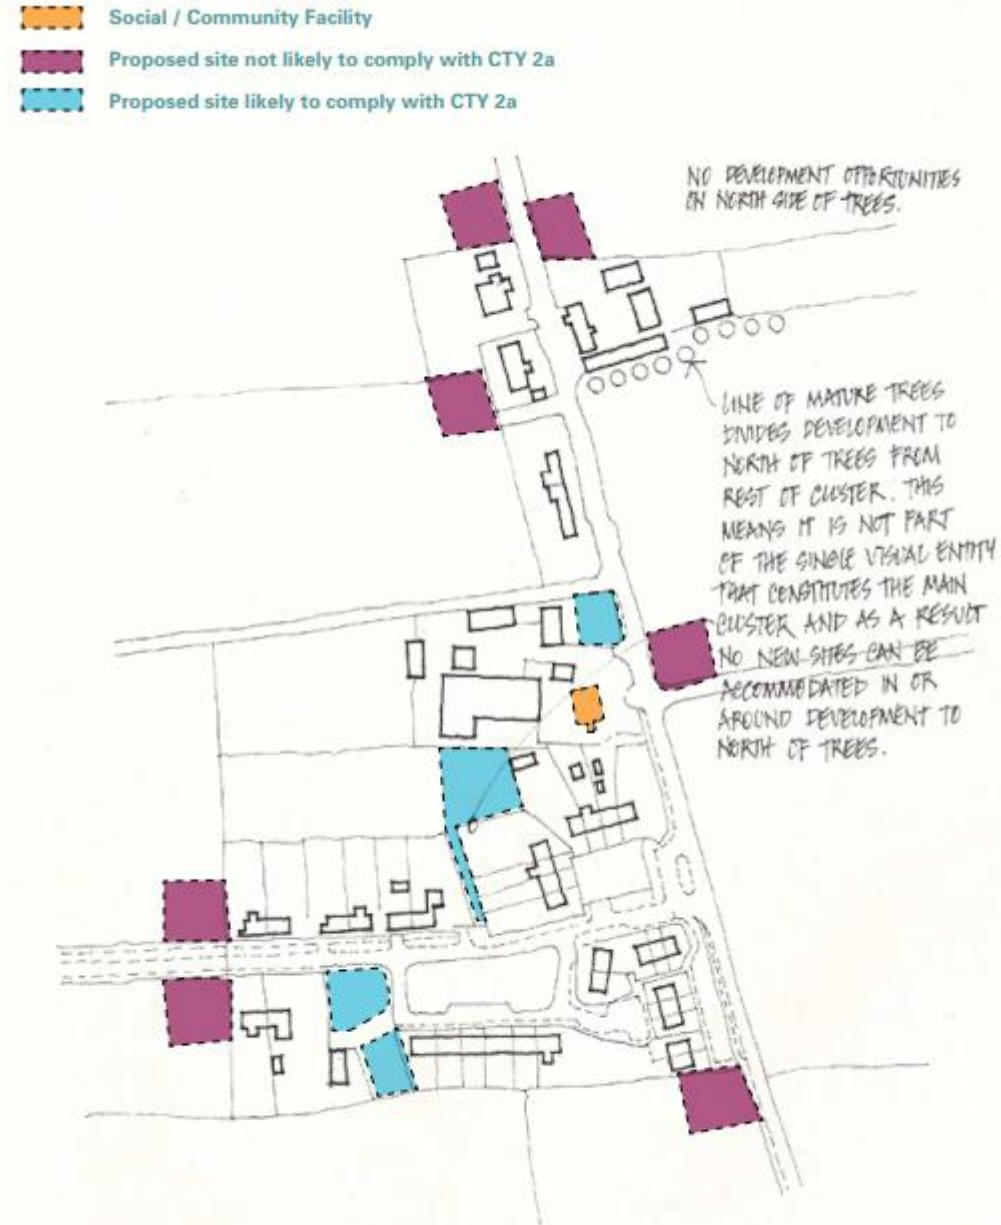 Social / Community Facility
Proposed site not likely to comply with CTY 2a
Proposed site likely to comply with CTY 2a
NO DEVELOPMENT OPPORTUNITIES
ON NORTH SIDE OF TREES.
LINE OF MATURE TREES
DIVIDES DEVELOPMENT TO
NORTH OF TREES FROM
REST OF CLUSTER. THIS
MEANS IT IS NOT PART
OF THE SINGLE VISUAL ENTITY
THAT CONSTITUTES THE MAIN
CLUSTER AND AS A RESULT
NO NEW SITES CAN BE
ACCOMMODATED IN OR
AROUND DEVELOPMENT TO
NORTH OF TREES.